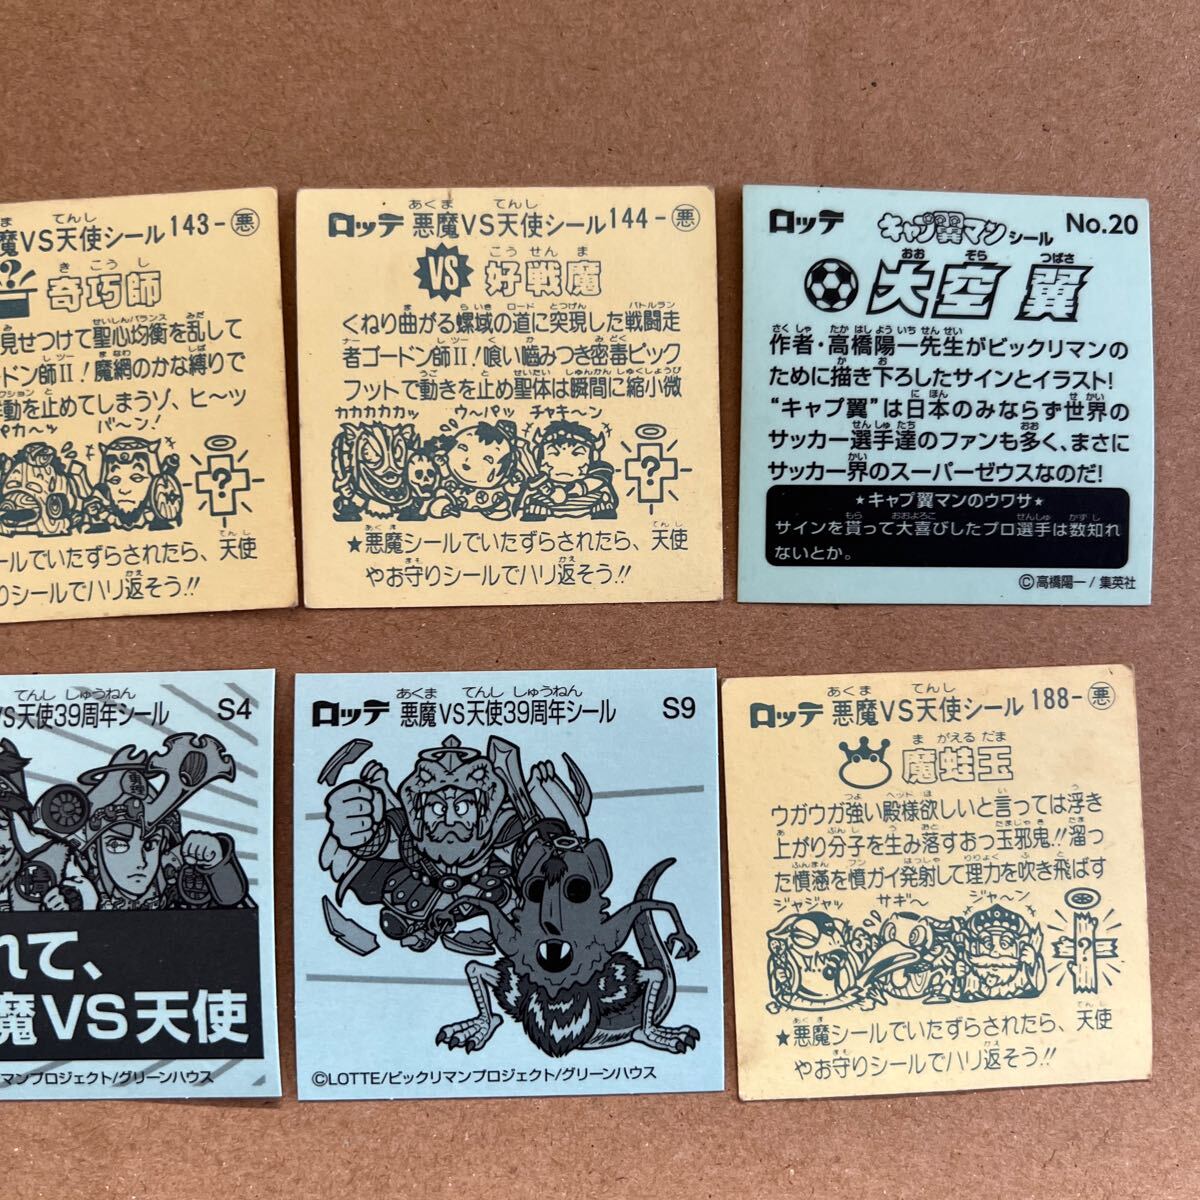 魔VS天使シール 143-悪
奇巧師
見せつけて聖心均衡を乱して
ードン師II!魔網のかな縛りで
動を止めてしまうゾ、ヒ〜ッ
ペカ〜ッ バ〜ン!
?
ールでいたずらされたら、天使
りシールでハリ返そう!!
ロッテ 悪魔VS天使シール 144-悪
VS 好戦魔
くねり曲がる螺域の道に突現した戦闘走
者ゴードン師II!喰い嚙みつき密毒ピック
フットで動きを止め聖体は瞬間に縮小微
カカカカカッ ウ〜パッ チャキ〜ン
?
★悪魔シールでいたずらされたら、天使
やお守りシールでハリ返そう!!
ロッテ キャプ翼マンシール No.20
大空 翼
作者・高橋陽一先生がビックリマンの
ために描き下ろしたサインとイラスト!
“キャプ翼”は日本のみならず世界の
サッカー選手達のファンも多く、まさに
サッカー界のスーパーゼウスなのだ!
★キャプ翼マンのウワサ★
サインを貰って大喜びしたプロ選手は数知れ
ないとか。
©高橋陽一/集英社
VS天使39周年シール S4
れて、
魔VS天使
マンプロジェクト/グリーンハウス
ロッテ 悪魔VS天使39周年シール S9
©LOTTE/ビックリマンプロジェクト/グリーンハウス
ロッテ 悪魔VS天使シール 188-悪
魔蛙玉
ウガウガ強い殿様欲しいと言っては浮き
上がり分子を生み落すおっ玉邪鬼!!溜っ
た憤懣を憤ガイ発射して理力を吹き飛ばす
ジャジャッ サギ〜 ジャ〜ン
?
★悪魔シールでいたずらされたら、天使
やお守りシールでハリ返そう!!